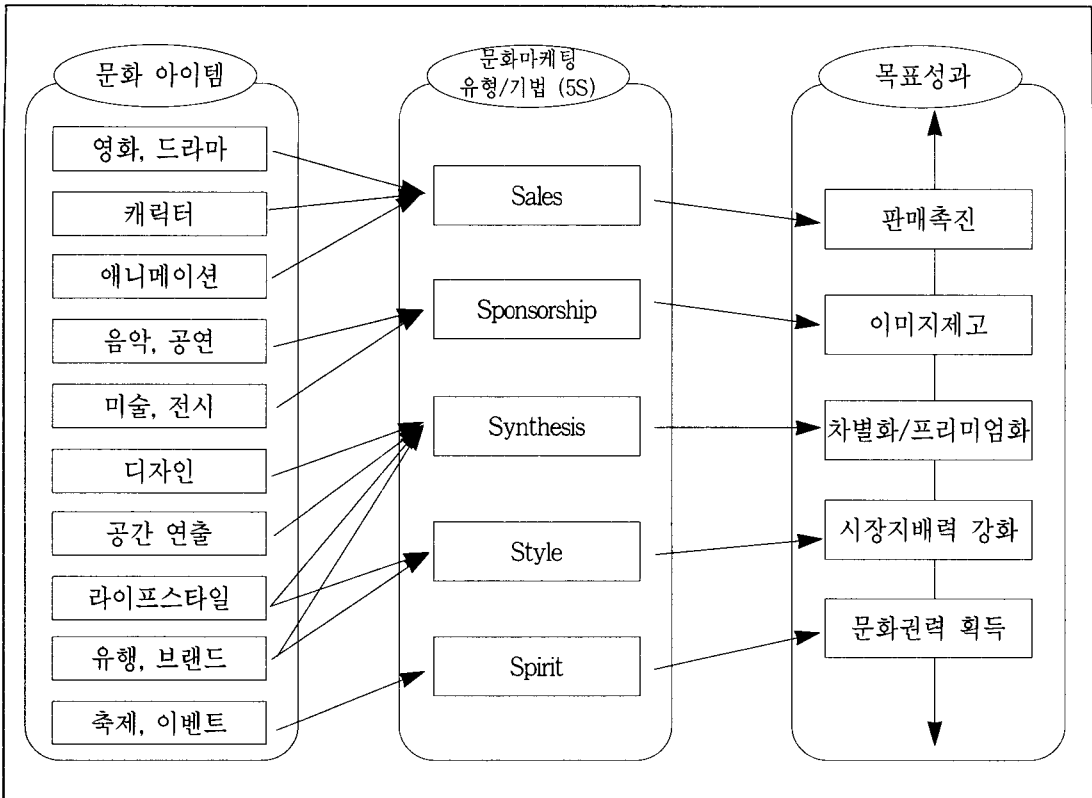 문화 아이템
영화, 드라마
캐릭터
애니메이션
음악, 공연
미술, 전시
디자인
공간 연출
라이프스타일
유행, 브랜드
축제, 이벤트
문화마케팅
유형/기법 (5S)
Sales
Sponsorship
Synthesis
Style
Spirit
목표성과
판매촉진
이미지제고
차별화/프리미엄화
시장지배력 강화
문화권력 획득